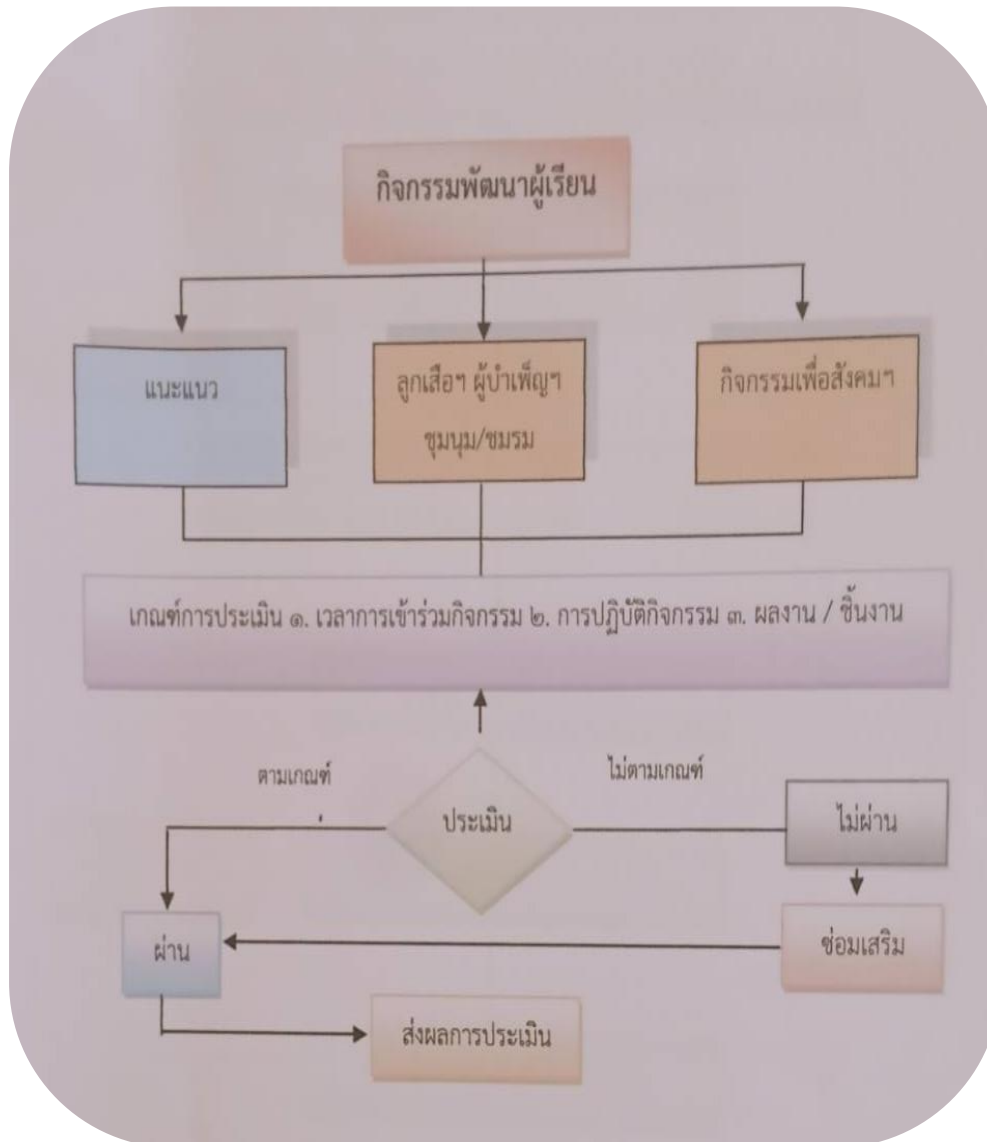 กิจกรรมพัฒนาผู้เรียน
แนะแนว
ลูกเสือฯ ผู้บำเพ็ญฯ
ชุมนุม/ชมรม
กิจกรรมเพื่อสังคมฯ
เกณฑ์การประเมิน ๑. เวลาการเข้าร่วมกิจกรรม ๒. การปฏิบัติกิจกรรม ๓. ผลงาน / ชิ้นงาน
ตามเกณฑ์
ไม่ตามเกณฑ์
ประเมิน
ไม่ผ่าน
ผ่าน
ซ่อมเสริม
ส่งผลการประเมิน